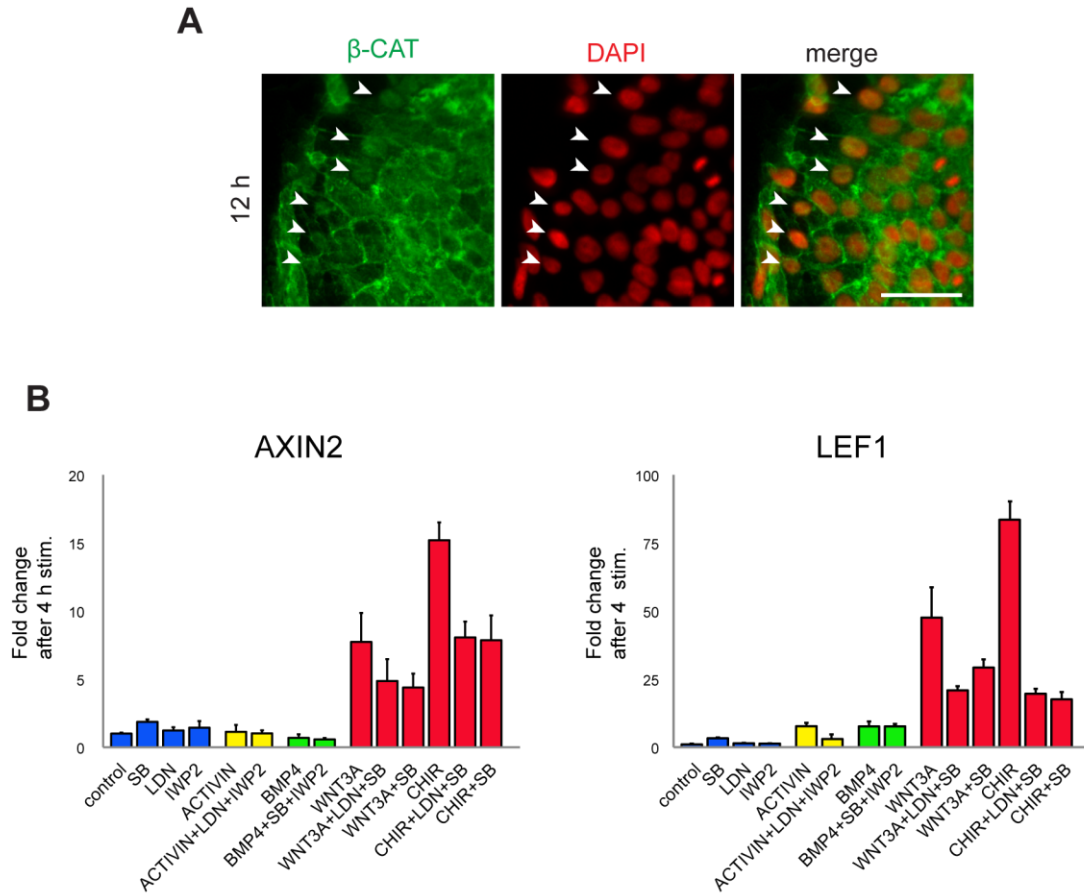 A
β-CAT
DAPI
merge
12 h
B
AXIN2
Fold change
after 4 h stim.
20
15
10
5
0
control
SB
LDN
IWP2
ACTIVIN
ACTIVIN+LDN+IWP2
BMP4
BMP4+SB+IWP2
WNT3A
WNT3A+LDN+SB
WNT3A+SB
CHIR
CHIR+LDN+SB
CHIR+SB
LEF1
Fold change
after 4 stim.
100
75
50
25
0
control
SB
LDN
IWP2
ACTIVIN
ACTIVIN+LDN+IWP2
BMP4
BMP4+SB+IWP2
WNT3A
WNT3A+LDN+SB
WNT3A+SB
CHIR
CHIR+LDN+SB
CHIR+SB